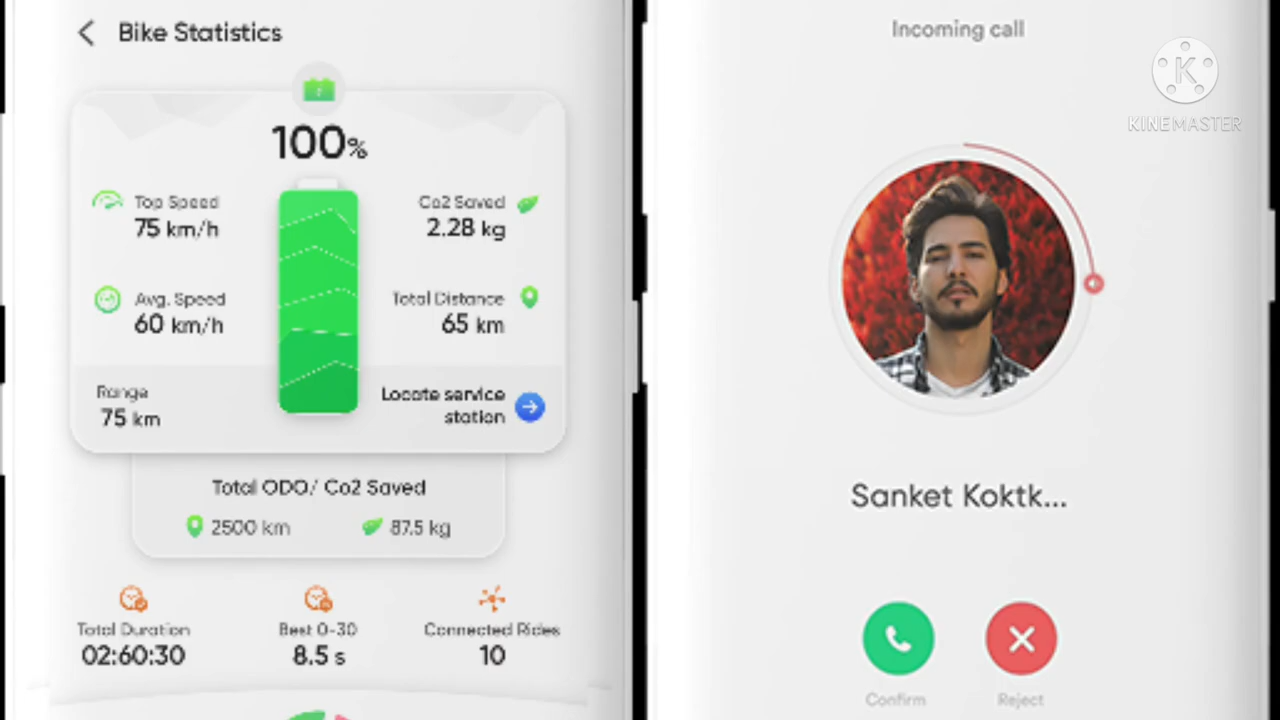 Bike Statistics
100%
Top Speed
75 km/h
Co2 Saved
2.28 kg
Avg. Speed
60 km/h
Total Distance
65 km
Range
75 km
Locate service
station
Total ODO/ Co2 Saved
2500 km
87.5 kg
Total Duration
02:60:30
Best 0-30
8.5 s
Connected Rides
10
Incoming call
K
KINEMASTER
Sanket Koktk...
Confirm
Reject